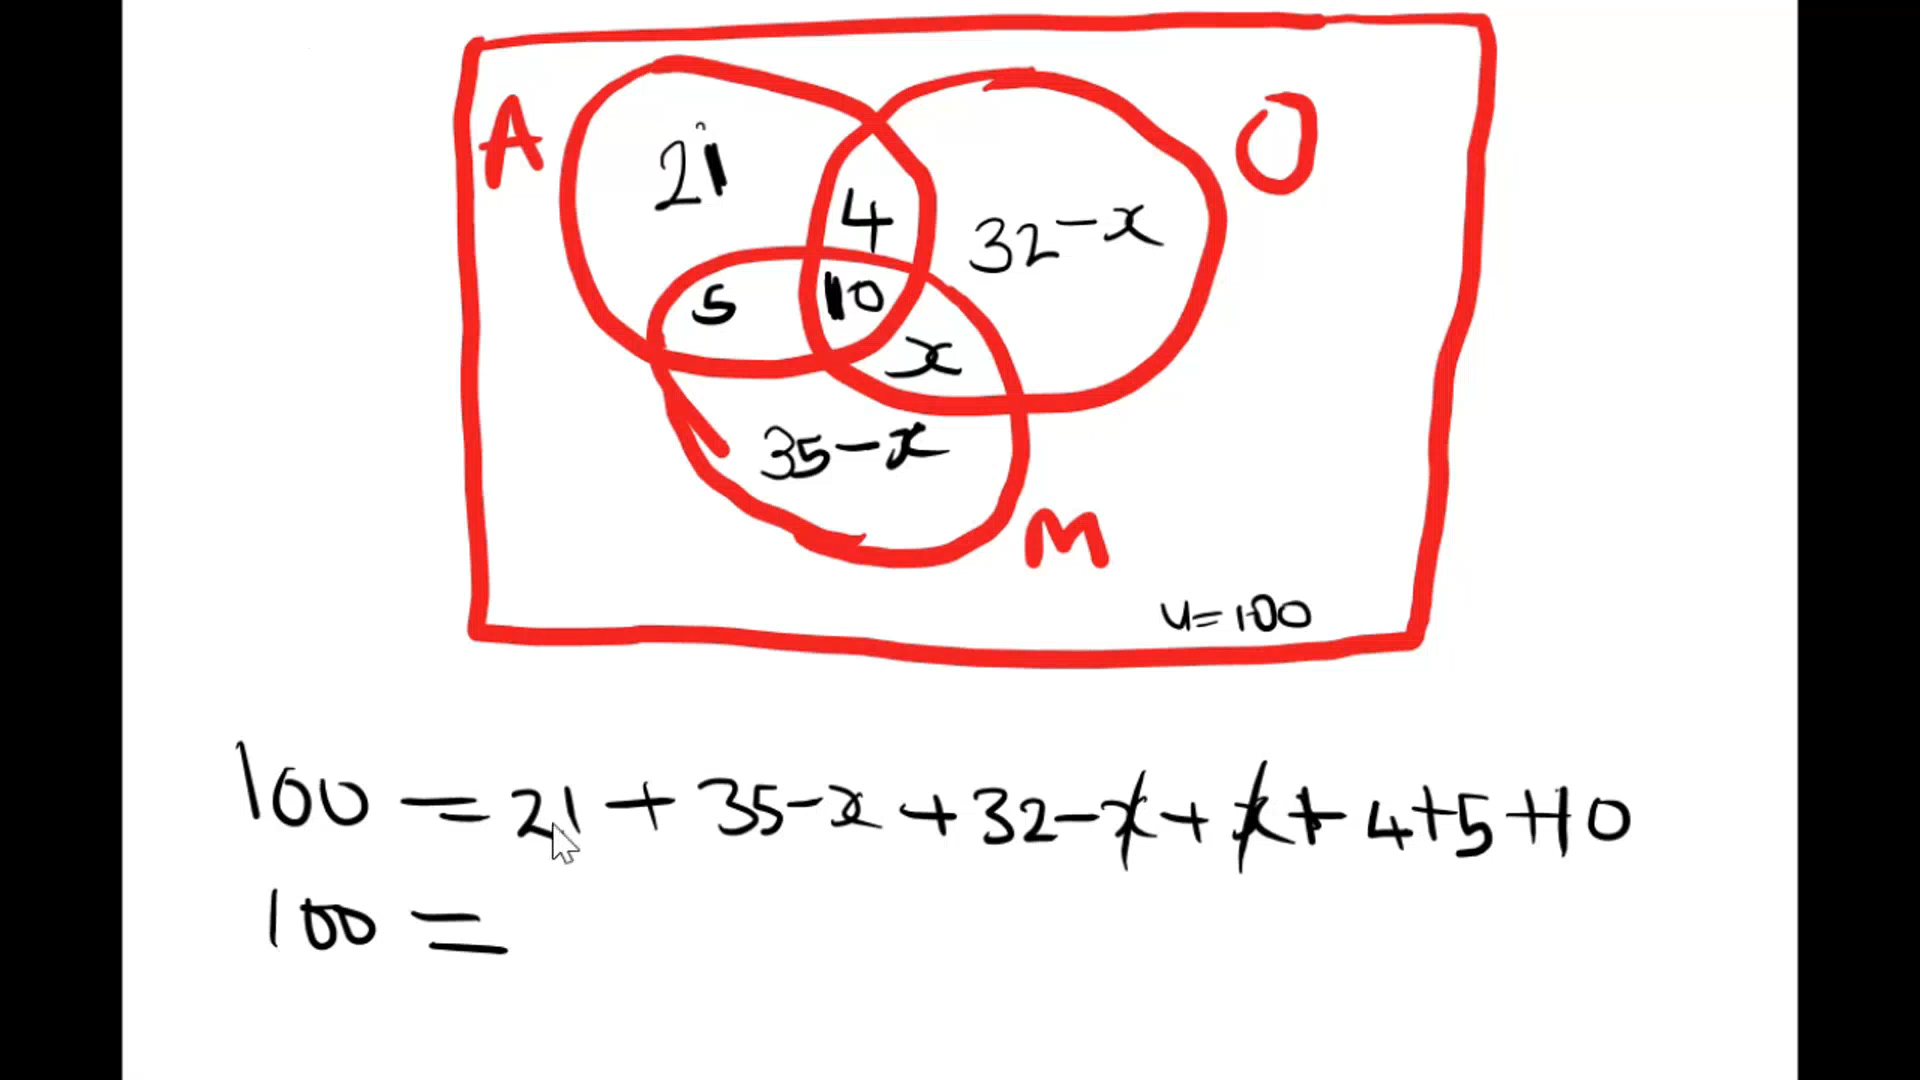 A
21
4
32-x
O
5
10
x
35-x
M
u=100
100 = 21 + 35-x + 32-x + x + 4+5+10
100 =